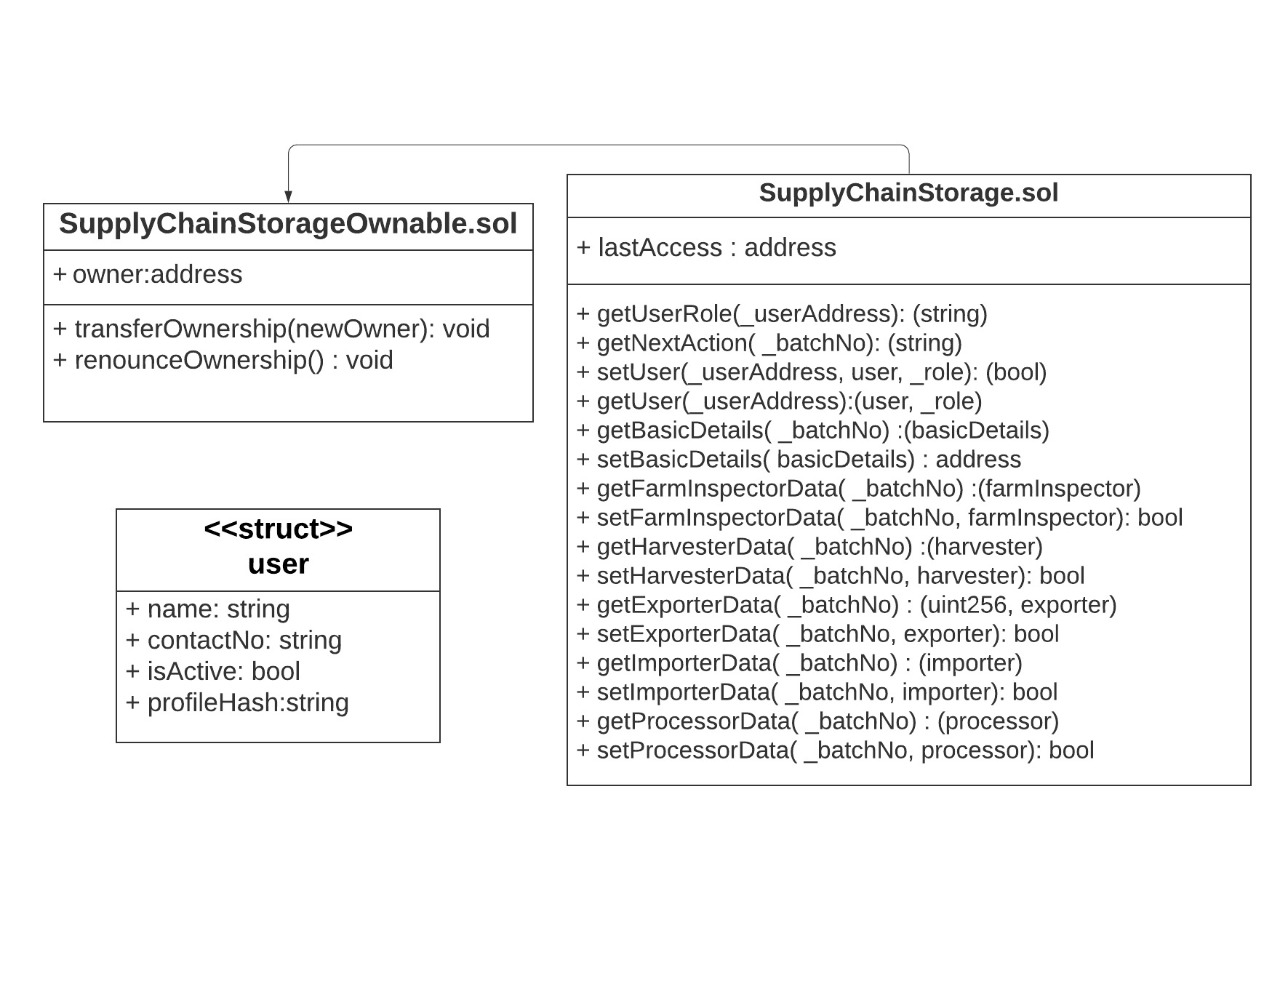 SupplyChainStorageOwnable.sol
+ owner:address
+ transferOwnership(newOwner): void
+ renounceOwnership() : void
<<struct>>
user
+ name: string
+ contactNo: string
+ isActive: bool
+ profileHash:string
SupplyChainStorage.sol
+ lastAccess : address
+ getUserRole(_userAddress): (string)
+ getNextAction( _batchNo): (string)
+ setUser(_userAddress, user, _role): (bool)
+ getUser(_userAddress):(user, _role)
+ getBasicDetails( _batchNo) :(basicDetails)
+ setBasicDetails( basicDetails) : address
+ getFarmInspectorData( _batchNo) :(farmInspector)
+ setFarmInspectorData( _batchNo, farmInspector): bool
+ getHarvesterData( _batchNo) :(harvester)
+ setHarvesterData( _batchNo, harvester): bool
+ getExporterData( _batchNo) : (uint256, exporter)
+ setExporterData( _batchNo, exporter): bool
+ getImporterData( _batchNo) : (importer)
+ setImporterData( _batchNo, importer): bool
+ getProcessorData( _batchNo) : (processor)
+ setProcessorData( _batchNo, processor): bool